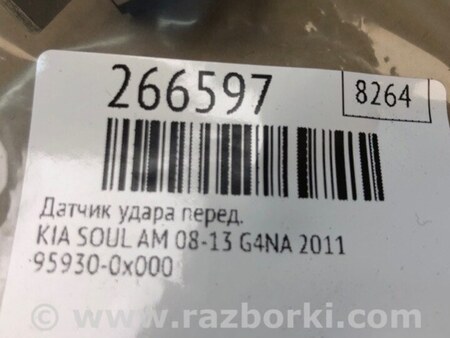 266597
8264
Датчик удара перед.
KIA SOUL AM 08-13 G4NA 2011
95930-0x000
© www.razborki.com